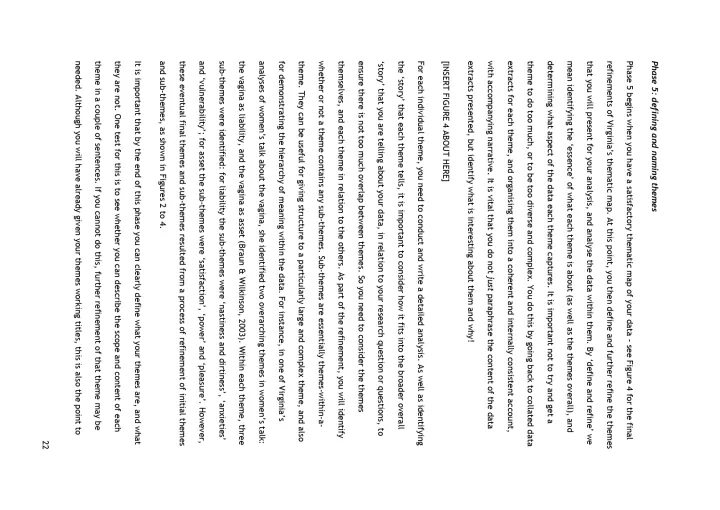 Phase 5: defining and naming themes
Phase 5 begins when you have a satisfactory thematic map of your data – see Figure 4 for the final
refinements of Virginia's thematic map. At this point, you then define and further refine the themes
that you will present for your analysis, and analyse the data within them. By 'define and refine' we
mean identifying the 'essence' of what each theme is about (as well as the themes overall), and
determining what aspect of the data each theme captures. It is important not to try and get a
theme to do too much, or to be too diverse and complex. You do this by going back to collated data
extracts for each theme, and organising them into a coherent and internally consistent account,
with accompanying narrative. It is vital that you do not just paraphrase the content of the data
extracts presented, but identify what is interesting about them and why!
[INSERT FIGURE 4 ABOUT HERE]
For each individual theme, you need to conduct and write a detailed analysis. As well as identifying
the 'story' that each theme tells, it is important to consider how it fits into the broader overall
'story' that you are telling about your data, in relation to your research question or questions, to
ensure there is not too much overlap between themes. So you need to consider the themes
themselves, and each theme in relation to the others. As part of the refinement, you will identify
whether or not a theme contains any sub-themes. Sub-themes are essentially themes-within-a-
theme. They can be useful for giving structure to a particularly large and complex theme, and also
for demonstrating the hierarchy of meaning within the data. For instance, in one of Virginia's
analyses of women's talk about the vagina, she identified two overarching themes in women's talk:
the vagina as liability, and the vagina as asset (Braun & Wilkinson, 2003). Within each theme, three
sub-themes were identified: for liability the sub-themes were 'nastiness and dirtiness', 'anxieties'
and 'vulnerability'; for asset the sub-themes were 'satisfaction', 'power' and 'pleasure'. However,
these eventual final themes and sub-themes resulted from a process of refinement of initial themes
and sub-themes, as shown in Figures 2 to 4.
It is important that by the end of this phase you can clearly define what your themes are, and what
they are not. One test for this is to see whether you can describe the scope and content of each
theme in a couple of sentences. If you cannot do this, further refinement of that theme may be
needed. Although you will have already given your themes working titles, this is also the point to
22